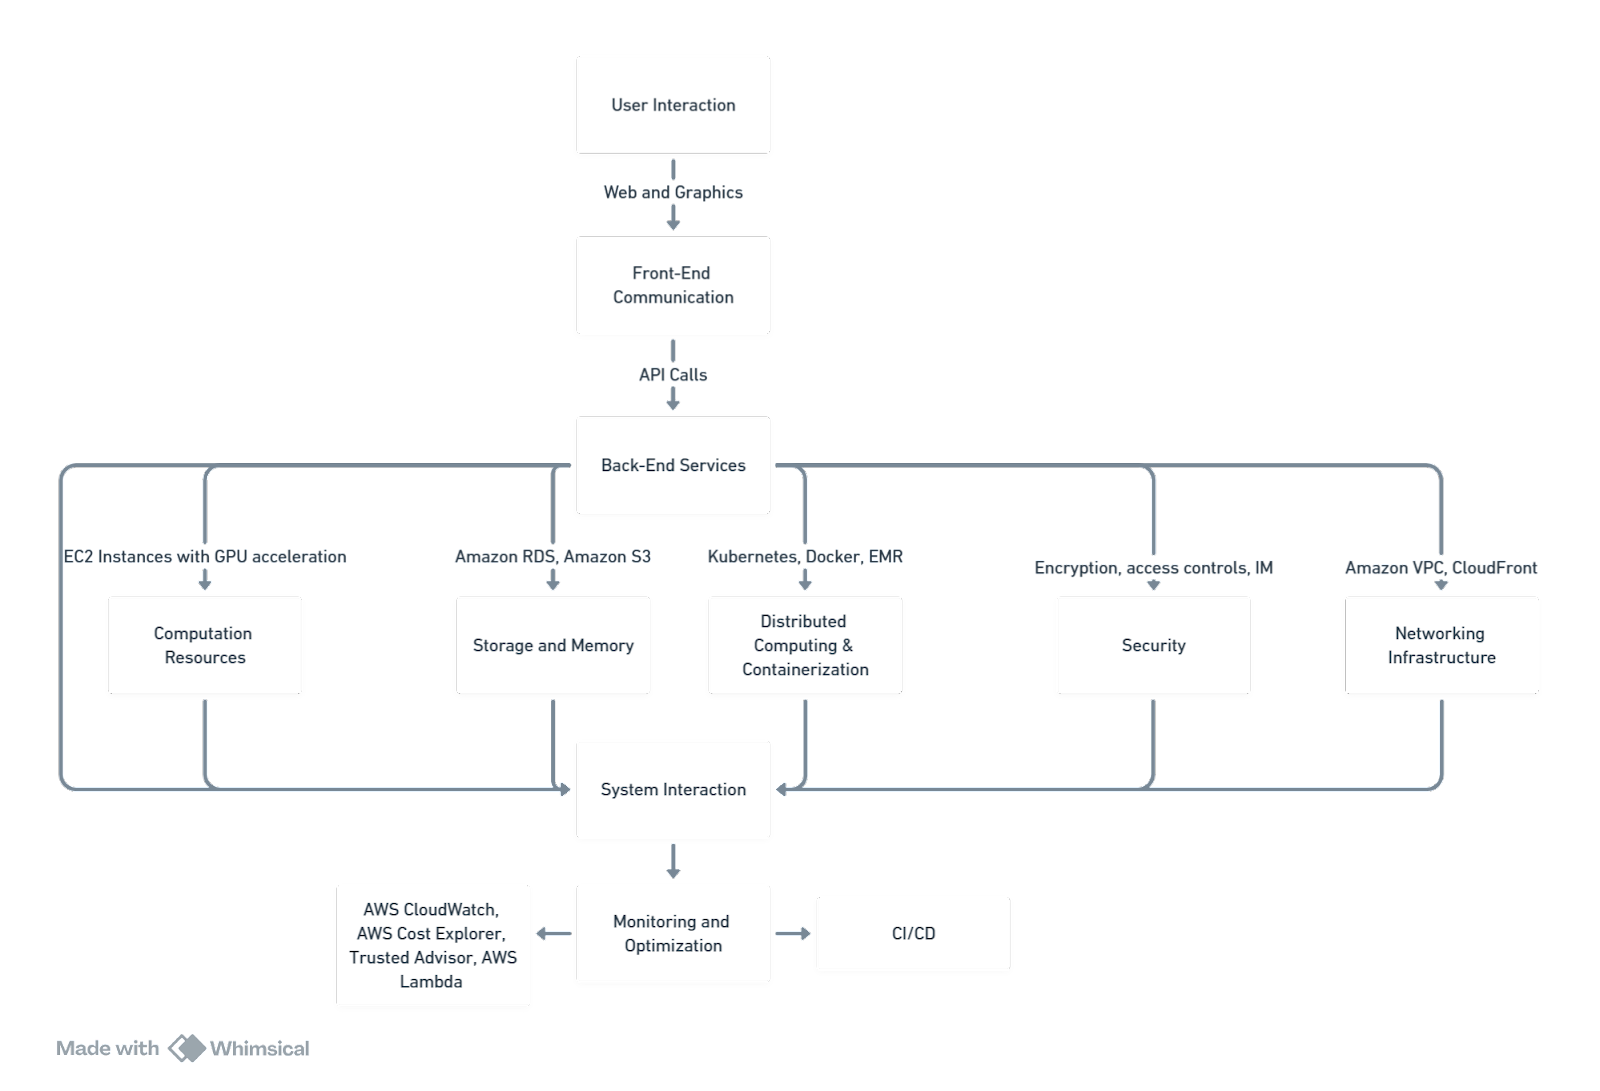 User Interaction
Web and Graphics
Front-End
Communication
API Calls
Back-End Services
EC2 Instances with GPU acceleration
Amazon RDS, Amazon S3
Kubernetes, Docker, EMR
Encryption, access controls, IM
Amazon VPC, CloudFront
Computation
Resources
Storage and Memory
Distributed
Computing &
Containerization
Security
Networking
Infrastructure
System Interaction
AWS CloudWatch,
AWS Cost Explorer,
Trusted Advisor, AWS
Lambda
Monitoring and
Optimization
CI/CD
Made with Whimsical